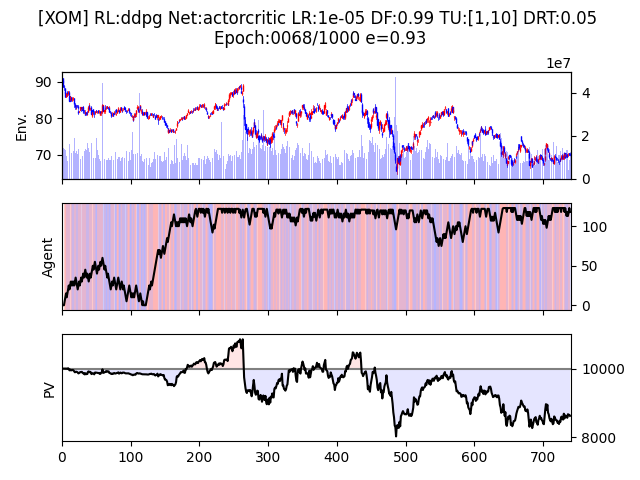 [XOM] RL:ddpg Net:actorcritic LR:1e-05 DF:0.99 TU:[1,10] DRT:0.05
Epoch:0068/1000 e=0.93
1e7
Env.
90
80
70
4
2
0
Agent
100
50
0
PV
10000
8000
0 100 200 300 400 500 600 700